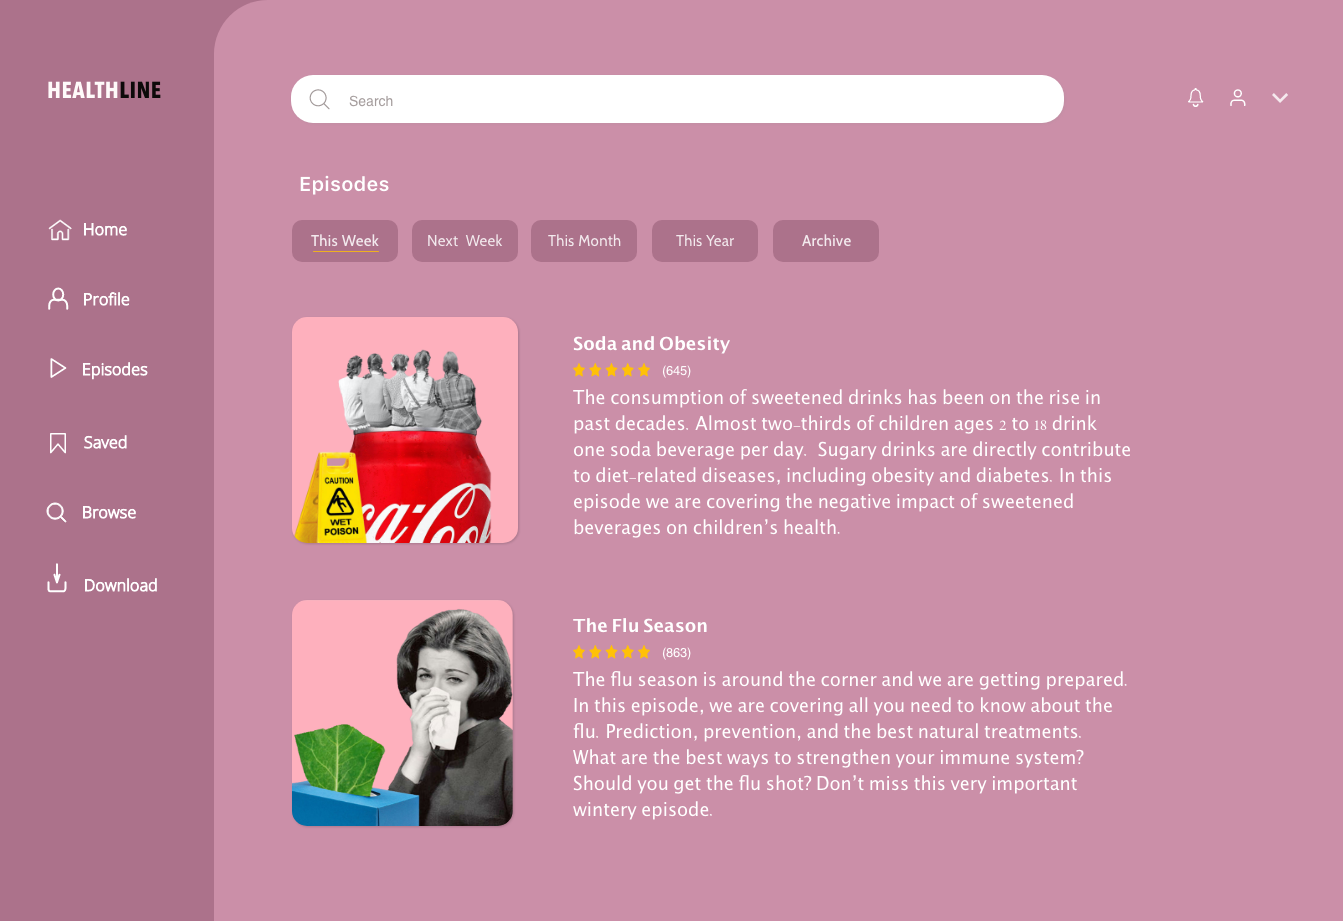 HEALTHLINE
Search
Episodes
This Week
Next Week
This Month
This Year
Archive
Home
Profile
Episodes
Saved
Browse
Download
CAUTION
WET
POISON
ca-Col
Soda and Obesity
(645)
The consumption of sweetened drinks has been on the rise in
past decades. Almost two-thirds of children ages 2 to 18 drink
one soda beverage per day. Sugary drinks are directly contribute
to diet-related diseases, including obesity and diabetes. In this
episode we are covering the negative impact of sweetened
beverages on children's health.
The Flu Season
(863)
The flu season is around the corner and we are getting prepared.
In this episode, we are covering all you need to know about the
flu. Prediction, prevention, and the best natural treatments.
What are the best ways to strengthen your immune system?
Should you get the flu shot? Don't miss this very important
wintery episode.